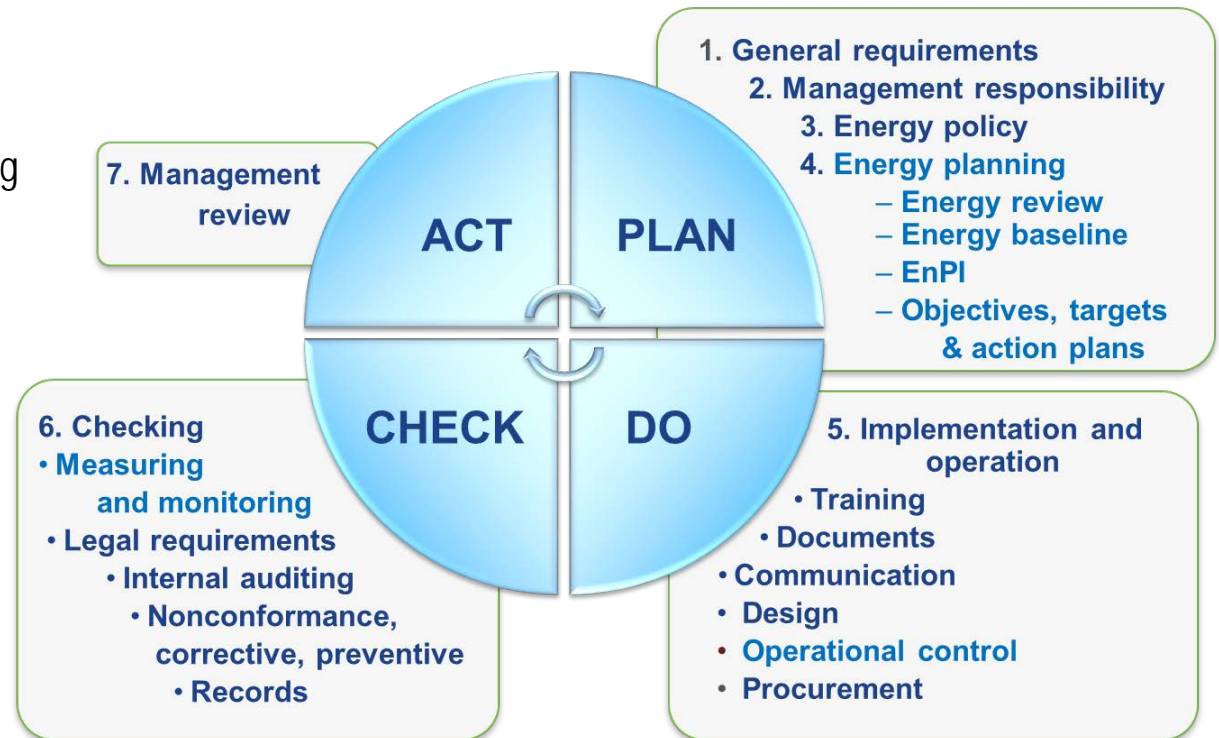 g
7. Management
review
ACT
PLAN
1. General requirements
2. Management responsibility
3. Energy policy
4. Energy planning
– Energy review
– Energy baseline
– EnPI
– Objectives, targets
& action plans
CHECK
DO
6. Checking
• Measuring
and monitoring
• Legal requirements
• Internal auditing
• Nonconformance,
corrective, preventive
• Records
5. Implementation and
operation
• Training
• Documents
• Communication
• Design
• Operational control
• Procurement